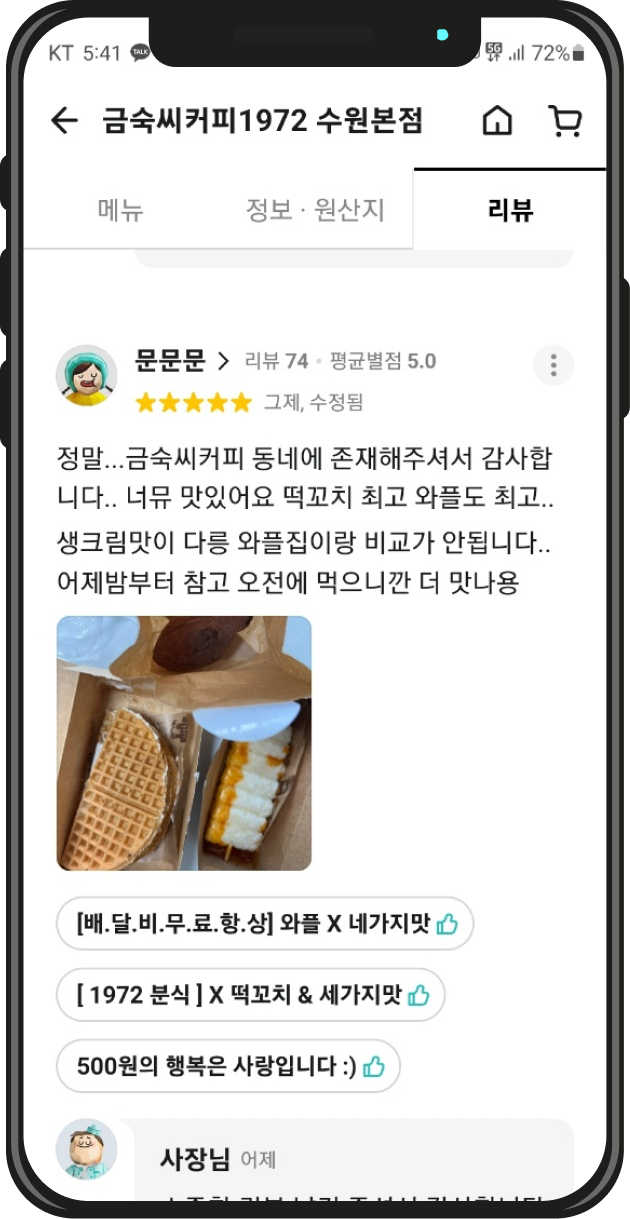 KT 5:41 TALK 5G 72%
금숙씨커피1972 수원본점
메뉴 정보 · 원산지 리뷰
문문문 리뷰 74 · 평균별점 5.0
그제, 수정됨
정말...금숙씨커피 동네에 존재해주셔서 감사합
니다.. 너뮤 맛있어요 떡꼬치 최고 와플도 최고..
생크림맛이 다릉 와플집이랑 비교가 안됩니다..
어제밤부터 참고 오전에 먹으니깐 더 맛나용
[배.달.비.무.료.항.상] 와플 X 네가지맛
[ 1972 분식 ] X 떡꼬치 & 세가지맛
500원의 행복은 사랑입니다 :)
사장님 어제